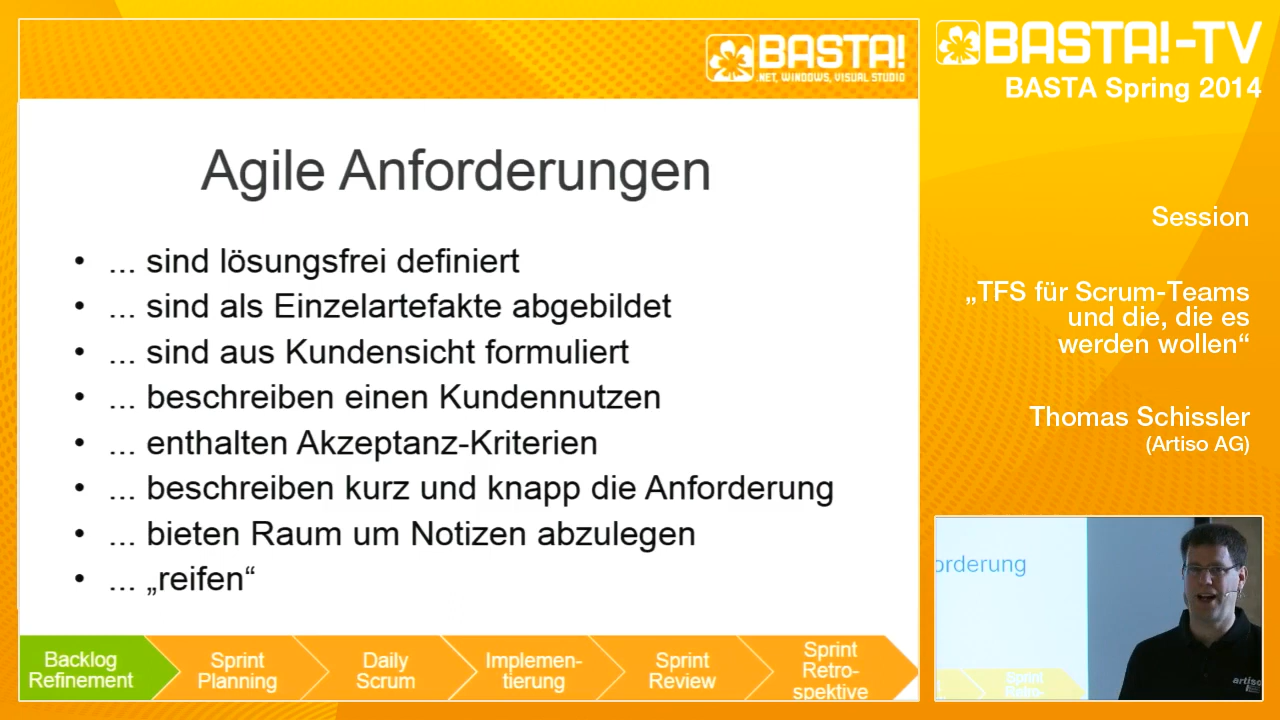 BASTA!
.NET, WINDOWS, VISUAL STUDIO
BASTA!-TV
BASTA Spring 2014
Agile Anforderungen
• ... sind lösungsfrei definiert
• ... sind als Einzelartefakte abgebildet
• ... sind aus Kundensicht formuliert
• ... beschreiben einen Kundennutzen
• ... enthalten Akzeptanz-Kriterien
• ... beschreiben kurz und knapp die Anforderung
• ... bieten Raum um Notizen abzulegen
• ... „reifen“
Backlog
Refinement
Sprint
Planning
Daily
Scrum
Implemen-
tierung
Sprint
Review
Sprint
Retro-
spektive
Session
„TFS für Scrum-Teams
und die, die es
werden wollen“
Thomas Schissler
(Artiso AG)
orderung
Sprint
Retro-
artiso